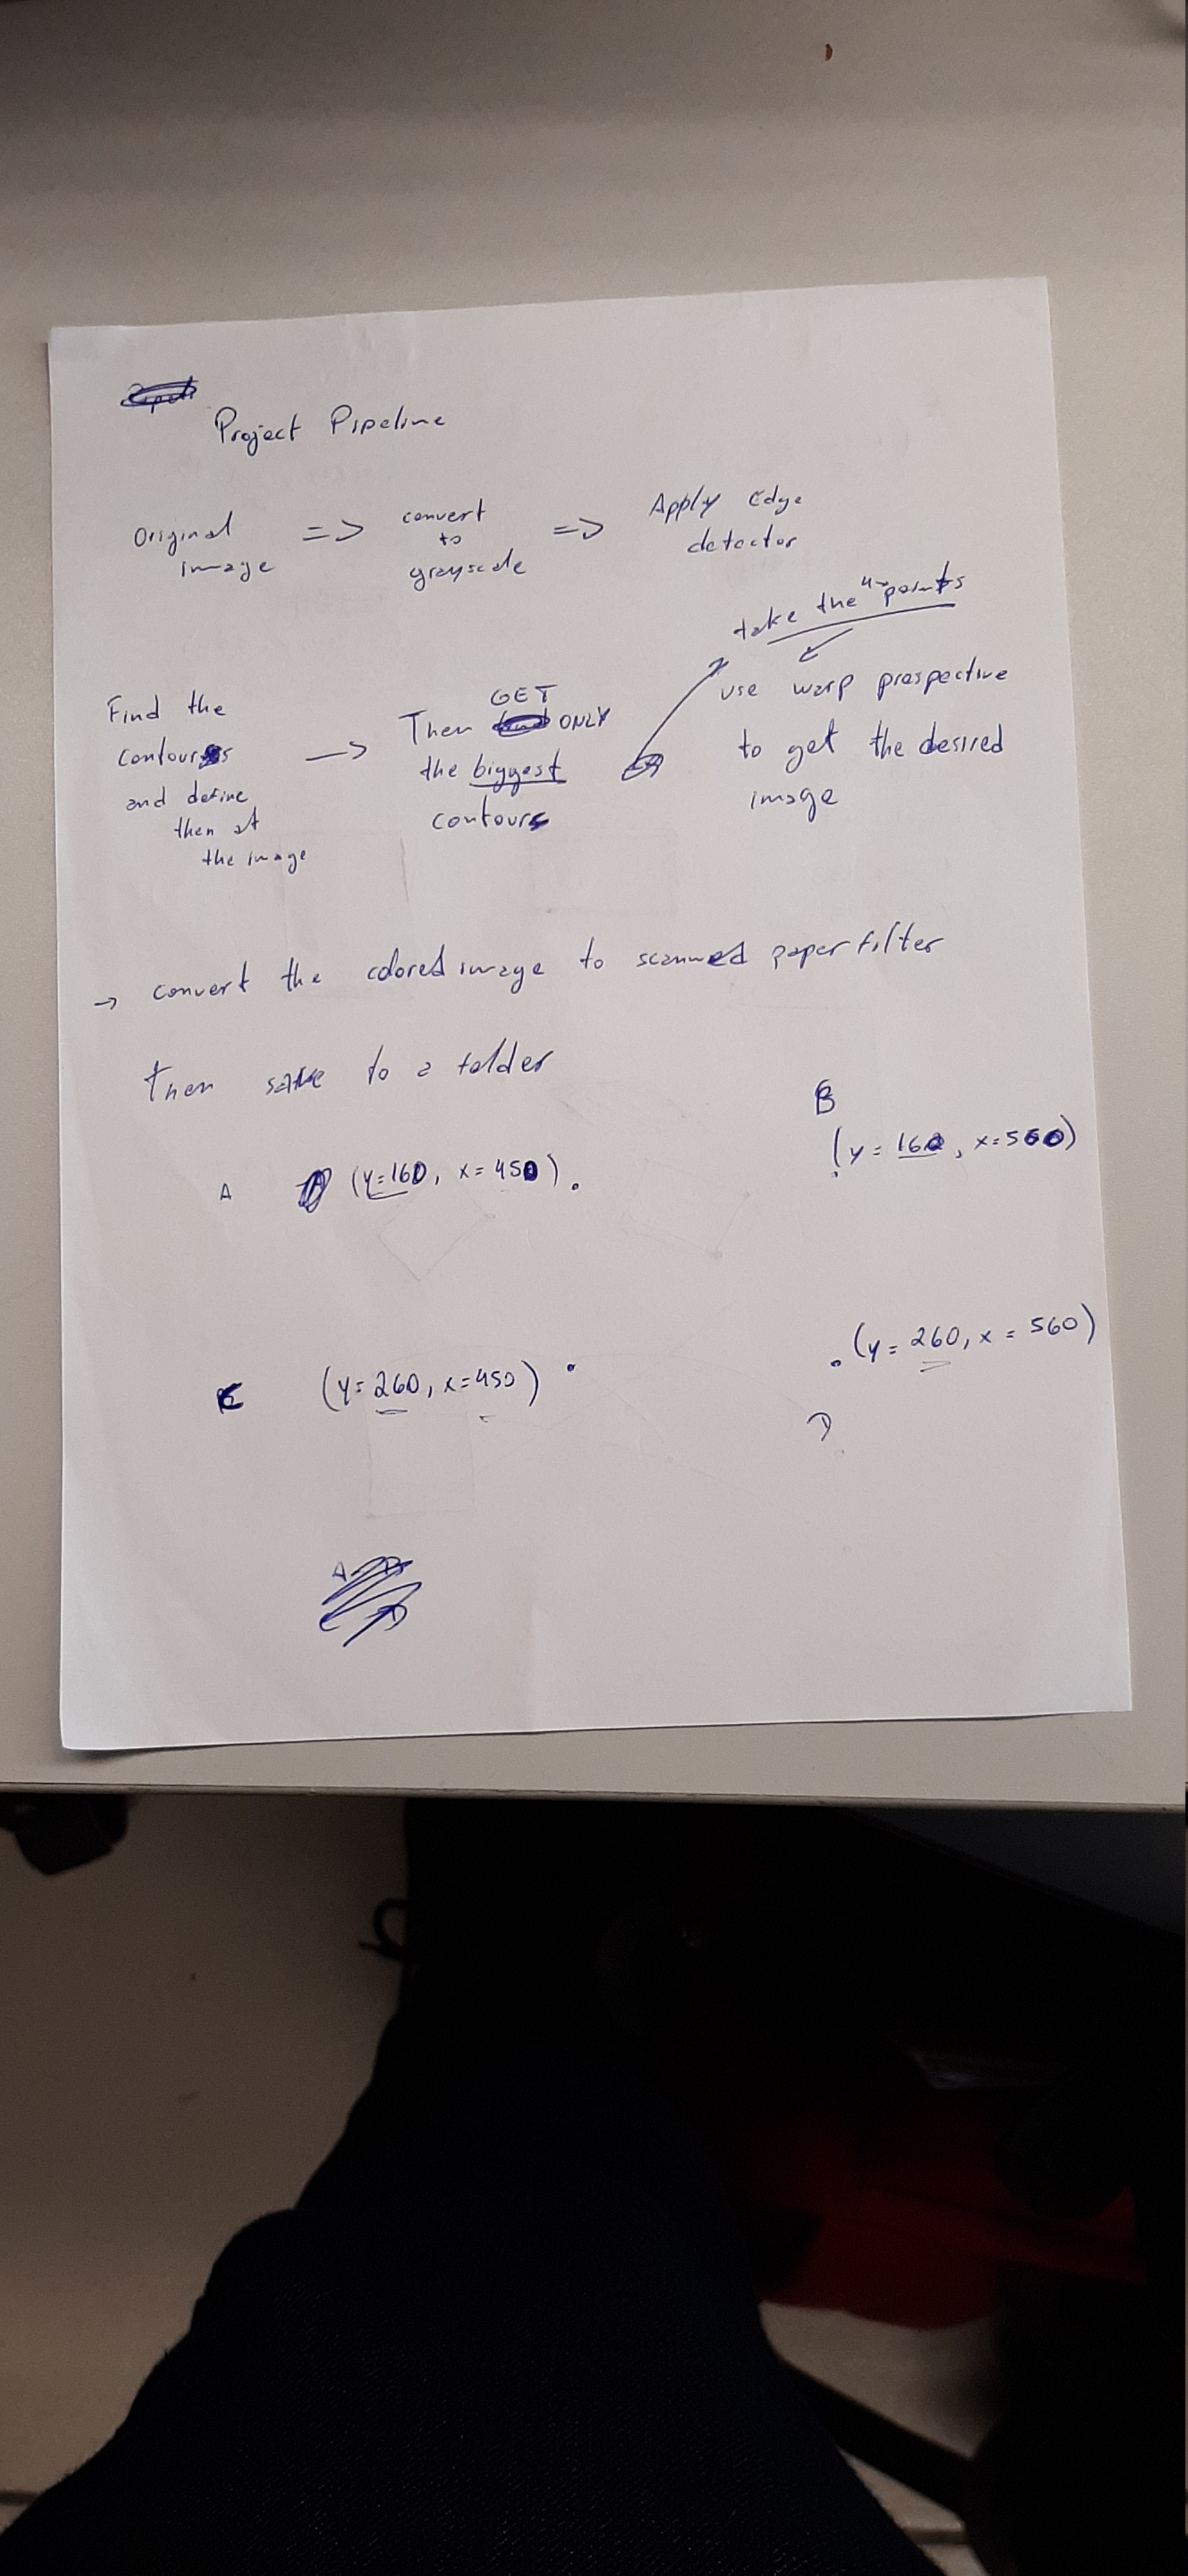 Project Pipeline
Original image => convert to grayscale => Apply Edge detector
take the 4 points
Find the contours and define then at the image -> Then GET ONLY the biggest contours
use warp prospective to get the desired image
-> convert the colored image to scanned paper filter
Then save to a folder
B
A (y=160, x=450) . (y=160, x=560)
C (y=260, x=450) . (y=260, x=560)
D